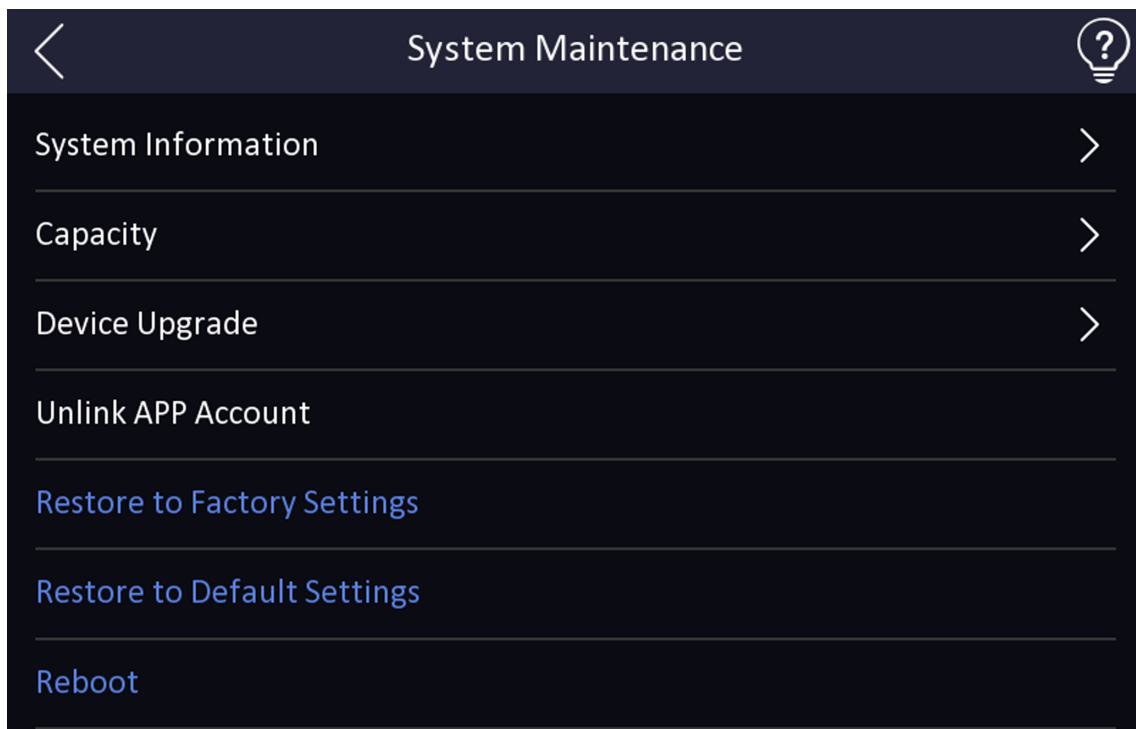 System Maintenance
?
System Information
Capacity
Device Upgrade
Unlink APP Account
Restore to Factory Settings
Restore to Default Settings
Reboot